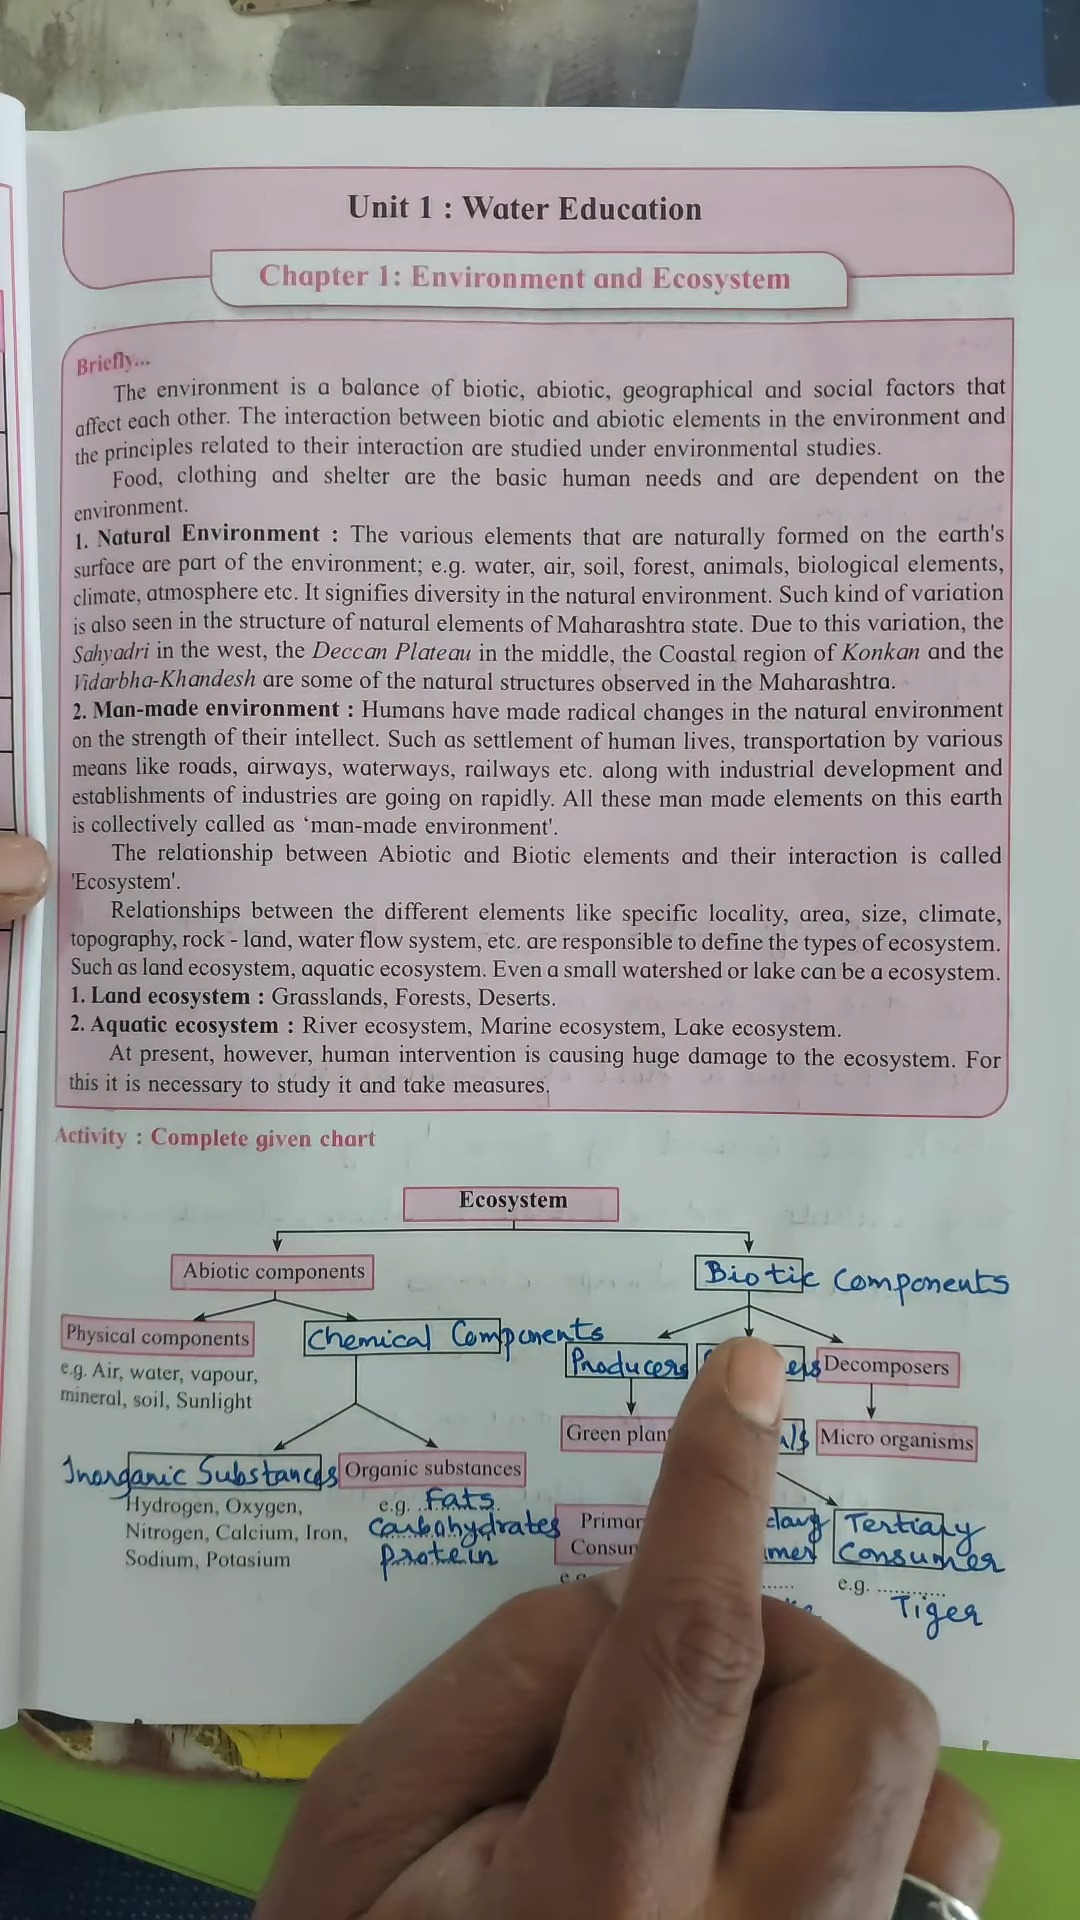 Unit 1 : Water Education
Chapter 1: Environment and Ecosystem
Briefly...
The environment is a balance of biotic, abiotic, geographical and social factors that
affect each other. The interaction between biotic and abiotic elements in the environment and
the principles related to their interaction are studied under environmental studies.
Food, clothing and shelter are the basic human needs and are dependent on the
environment.
1. Natural Environment : The various elements that are naturally formed on the earth's
surface are part of the environment; e.g. water, air, soil, forest, animals, biological elements,
climate, atmosphere etc. It signifies diversity in the natural environment. Such kind of variation
is also seen in the structure of natural elements of Maharashtra state. Due to this variation, the
Sahyadri in the west, the Deccan Plateau in the middle, the Coastal region of Konkan and the
Vidarbha-Khandesh are some of the natural structures observed in the Maharashtra.
2. Man-made environment : Humans have made radical changes in the natural environment
on the strength of their intellect. Such as settlement of human lives, transportation by various
means like roads, airways, waterways, railways etc. along with industrial development and
establishments of industries are going on rapidly. All these man made elements on this earth
is collectively called as ‘man-made environment'.
The relationship between Abiotic and Biotic elements and their interaction is called
'Ecosystem'.
Relationships between the different elements like specific locality, area, size, climate,
topography, rock - land, water flow system, etc. are responsible to define the types of ecosystem.
Such as land ecosystem, aquatic ecosystem. Even a small watershed or lake can be a ecosystem.
1. Land ecosystem : Grasslands, Forests, Deserts.
2. Aquatic ecosystem : River ecosystem, Marine ecosystem, Lake ecosystem.
At present, however, human intervention is causing huge damage to the ecosystem. For
this it is necessary to study it and take measures.
Activity : Complete given chart
Ecosystem
Abiotic components
Biotic Components
Physical components
Chemical Components
e.g. Air, water, vapour,
mineral, soil, Sunlight
Producers
Decomposers
Green
Micro organisms
Inorganic Substances
Organic substances
Hydrogen, Oxygen,
Nitrogen, Calcium, Iron,
Sodium, Potasium
e.g. Fats
Carbohydrates
protein
Tertiary
Consumer
e.g. ............
Tiger